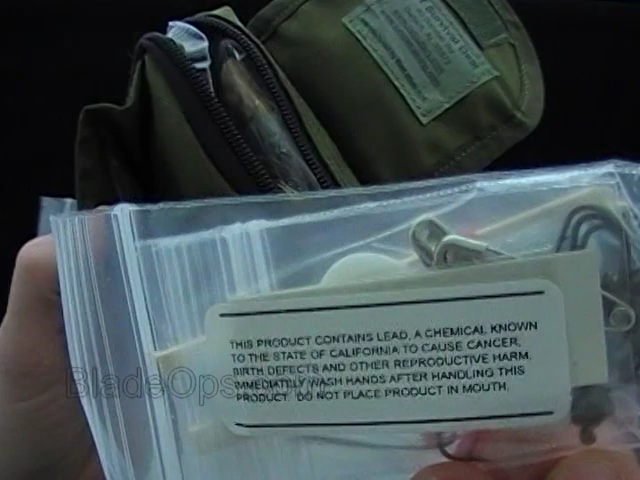 THIS PRODUCT CONTAINS LEAD, A CHEMICAL KNOWN
TO THE STATE OF CALIFORNIA TO CAUSE CANCER,
BIRTH DEFECTS AND OTHER REPRODUCTIVE HARM.
IMMEDIATELY WASH HANDS AFTER HANDLING THIS
PRODUCT. DO NOT PLACE PRODUCT IN MOUTH.